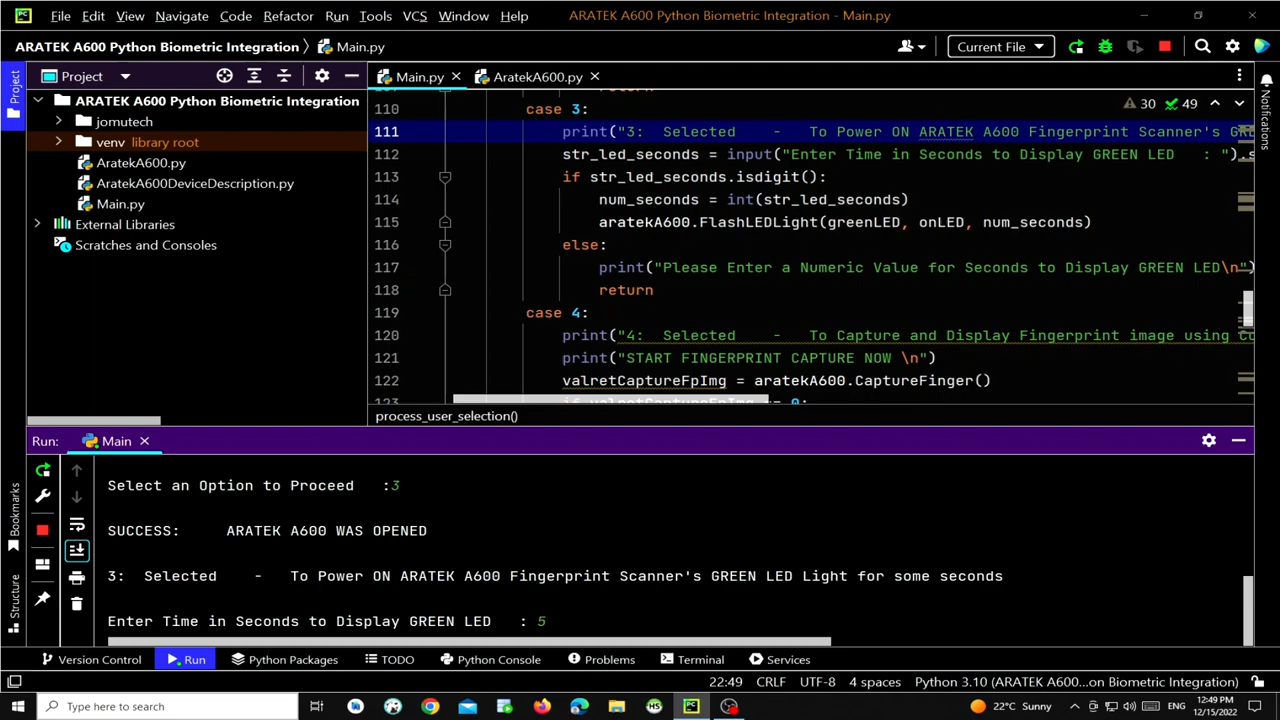 PC File Edit View Navigate Code Refactor Run Tools VCS Window Help ARATEK A600 Python Biometric Integration - Main.py
ARATEK A600 Python Biometric Integration Main.py Current File
Project
Main.py AratekA600.py
Project
ARATEK A600 Python Biometric Integration
jomutech
venv library root
AratekA600.py
AratekA600DeviceDescription.py
Main.py
External Libraries
Scratches and Consoles
30 49
Notifications
110 case 3:
111 print("3: Selected - To Power ON ARATEK A600 Fingerprint Scanner's
112 str_led_seconds = input("Enter Time in Seconds to Display GREEN LED : ").s
113 if str_led_seconds.isdigit():
114 num_seconds = int(str_led_seconds)
115 aratekA600.FlashLEDLight(greenLED, onLED, num_seconds)
116 else:
117 print("Please Enter a Numeric Value for Seconds to Display GREEN LED\n")
118 return
119 case 4:
120 print("4: Selected - To Capture and Display Fingerprint image using
121 print("START FINGERPRINT CAPTURE NOW \n")
122 valretCaptureFpImg = aratekA600.CaptureFinger()
process_user_selection()
Run: Main
Select an Option to Proceed :3
SUCCESS: ARATEK A600 WAS OPENED
3: Selected - To Power ON ARATEK A600 Fingerprint Scanner's GREEN LED Light for some seconds
Enter Time in Seconds to Display GREEN LED : 5
Bookmarks
Structure
Version Control Run Python Packages TODO Python Console Problems Terminal Services
22:49 CRLF UTF-8 4 spaces Python 3.10 (ARATEK A600...on Biometric Integration)
Type here to search
22°C Sunny
ENG
12:49 PM
12/15/2022